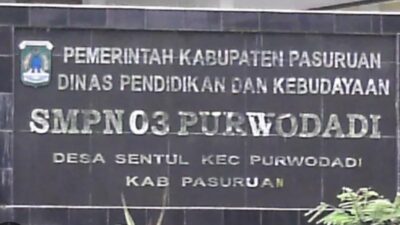 PEMERINTAH KABUPATEN PASURUAN
DINAS PENDIDIKAN DAN KEBUDAYAAN
SMPN 03 PURWODADI
DESA SENTUL KEC PURWODADI
KAB PASURUAN